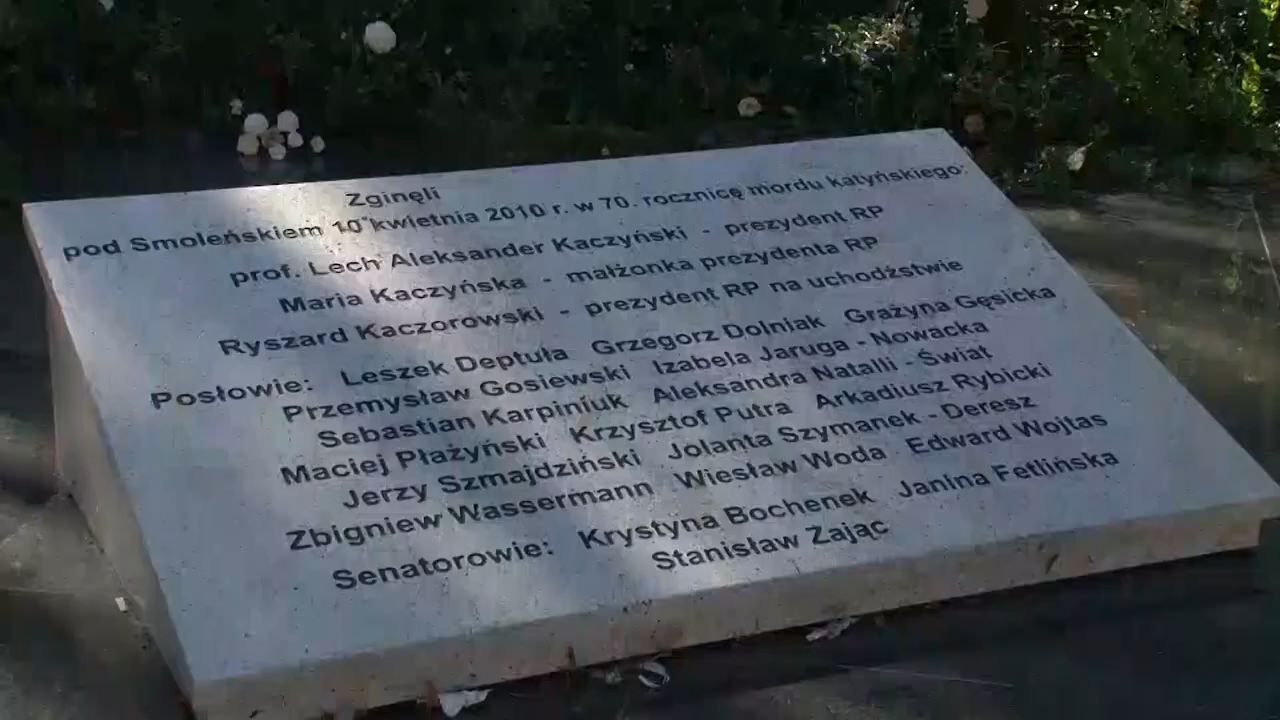 Zginęli
pod Smoleńskiem 10 kwietnia 2010 r. w 70. rocznicę mordu katyńskiego:
prof. Lech Aleksander Kaczyński - prezydent RP
Maria Kaczyńska - małżonka prezydenta RP
Ryszard Kaczorowski - prezydent RP na uchodźstwie
Posłowie: Leszek Deptuła Grzegorz Dolniak Grażyna Gęsicka
Przemysław Gosiewski Izabela Jaruga - Nowacka
Sebastian Karpiniuk Aleksandra Natalli - Świat
Maciej Płażyński Krzysztof Putra Arkadiusz Rybicki
Jerzy Szmajdziński Jolanta Szymanek - Deresz
Zbigniew Wassermann Wiesław Woda Edward Wojtas
Senatorowie: Krystyna Bochenek Janina Fetlińska
Stanisław Zając